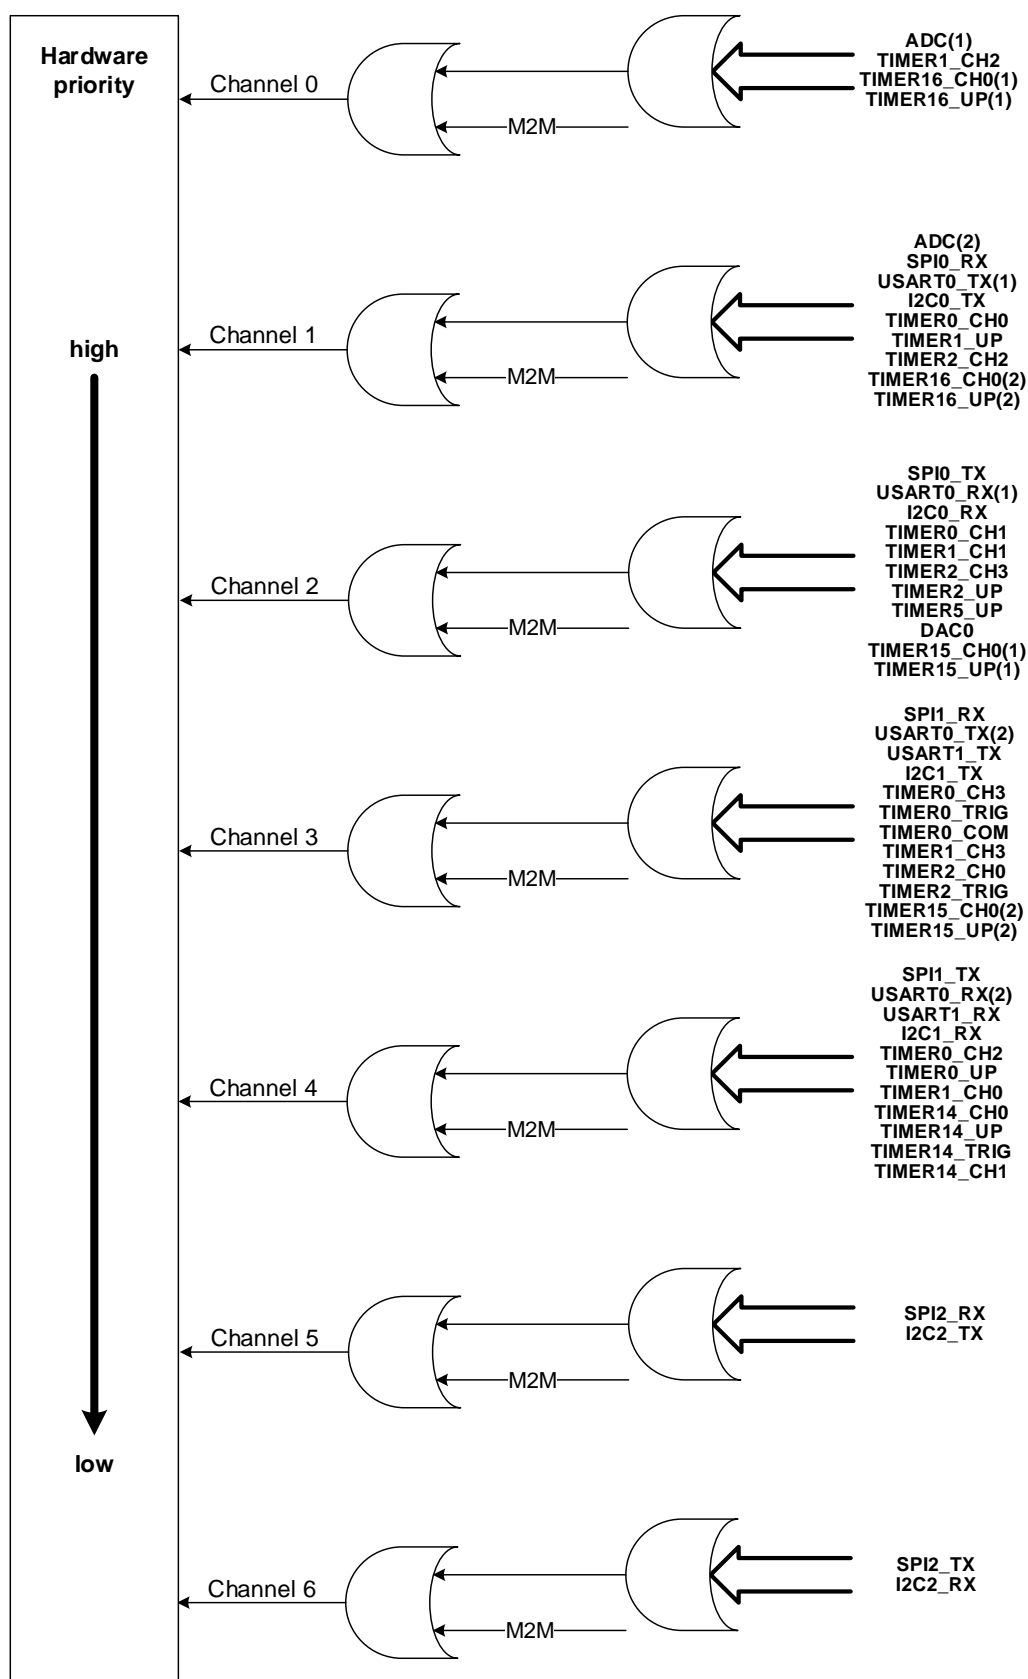 Hardware
priority
high
low
Channel 0
M2M
ADC(1)
TIMER1_CH2
TIMER16_CH0(1)
TIMER16_UP(1)
Channel 1
M2M
ADC(2)
SPI0_RX
USART0_TX(1)
I2C0_TX
TIMER0_CH0
TIMER1_UP
TIMER2_CH2
TIMER16_CH0(2)
TIMER16_UP(2)
Channel 2
M2M
SPI0_TX
USART0_RX(1)
I2C0_RX
TIMER0_CH1
TIMER1_CH1
TIMER2_CH3
TIMER2_UP
TIMER5_UP
DAC0
TIMER15_CH0(1)
TIMER15_UP(1)
Channel 3
M2M
SPI1_RX
USART0_TX(2)
USART1_TX
I2C1_TX
TIMER0_CH3
TIMER0_TRIG
TIMER0_COM
TIMER1_CH3
TIMER2_CH0
TIMER2_TRIG
TIMER15_CH0(2)
TIMER15_UP(2)
Channel 4
M2M
SPI1_TX
USART0_RX(2)
USART1_RX
I2C1_RX
TIMER0_CH2
TIMER0_UP
TIMER1_CH0
TIMER14_CH0
TIMER14_UP
TIMER14_TRIG
TIMER14_CH1
Channel 5
M2M
SPI2_RX
I2C2_TX
Channel 6
M2M
SPI2_TX
I2C2_RX